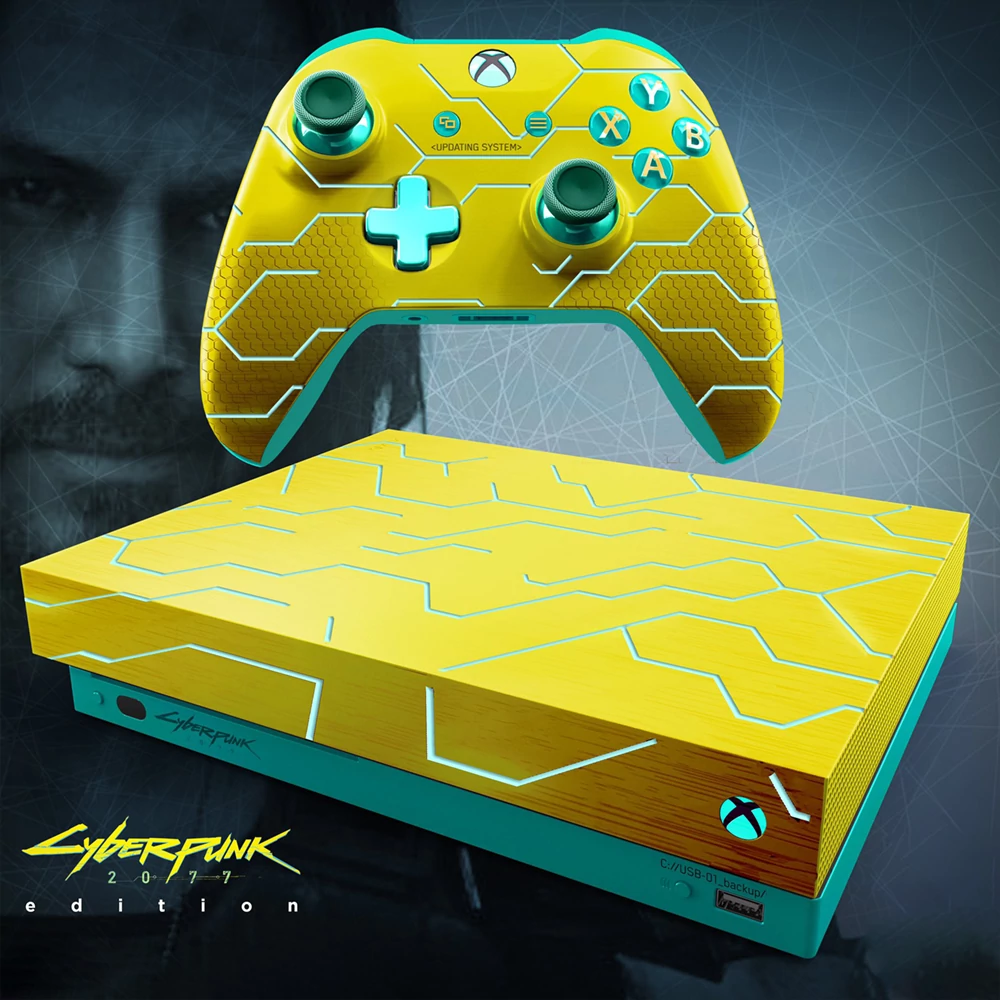 <UPDATING SYSTEM>
Y
X
B
A
CYBERPUNK
C://USB-01_backup/
CYBERPUNK
2077
edition